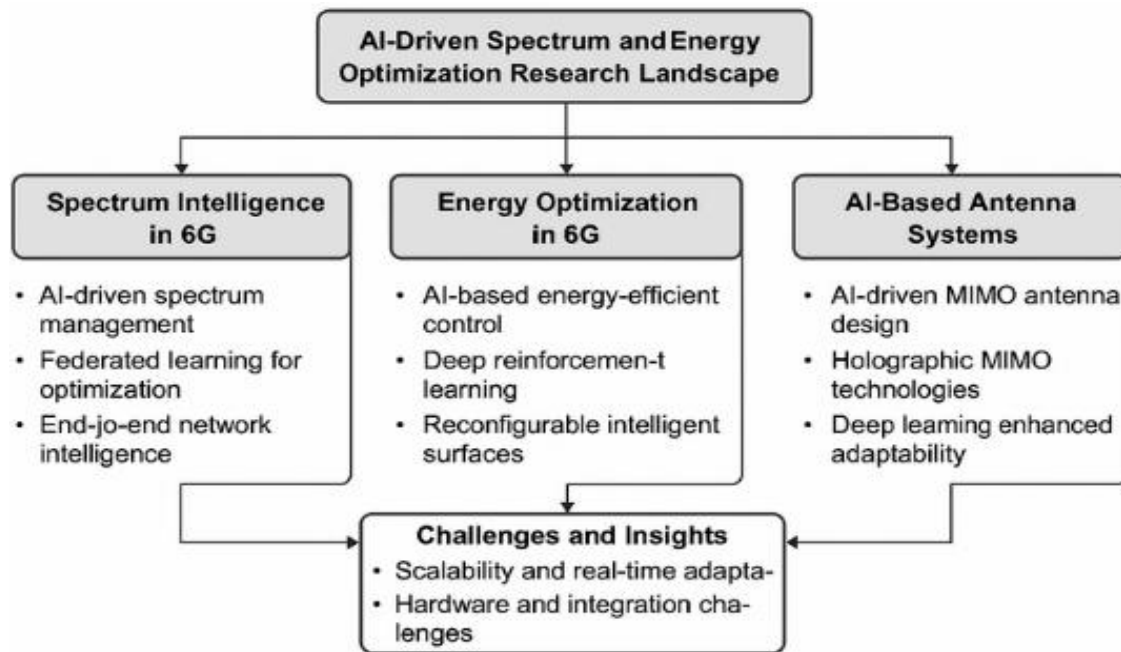 AI-Driven Spectrum and Energy
Optimization Research Landscape
Spectrum Intelligence
in 6G
• AI-driven spectrum
management
• Federated learning for
optimization
• End-jo-end network
intelligence
Energy Optimization
in 6G
• AI-based energy-efficient
control
• Deep reinforcemen-t
learning
• Reconfigurable intelligent
surfaces
AI-Based Antenna
Systems
• AI-driven MIMO antenna
design
• Holographic MIMO
technologies
• Deep learning enhanced
adaptability
Challenges and Insights
• Scalability and real-time adapta-
• Hardware and integration cha-
lenges